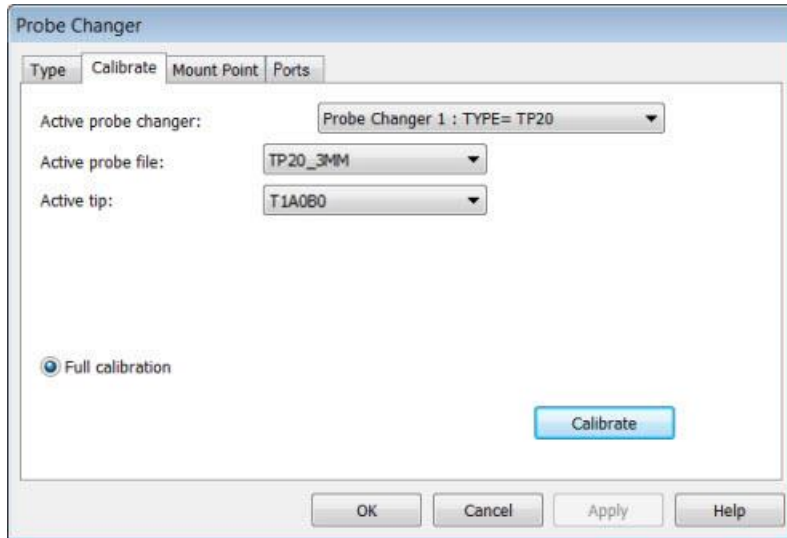 Probe Changer
Type Calibrate Mount Point Ports
Active probe changer: Probe Changer 1 : TYPE= TP20
Active probe file: TP20_3MM
Active tip: T1A0B0
Full calibration
Calibrate
OK Cancel Apply Help